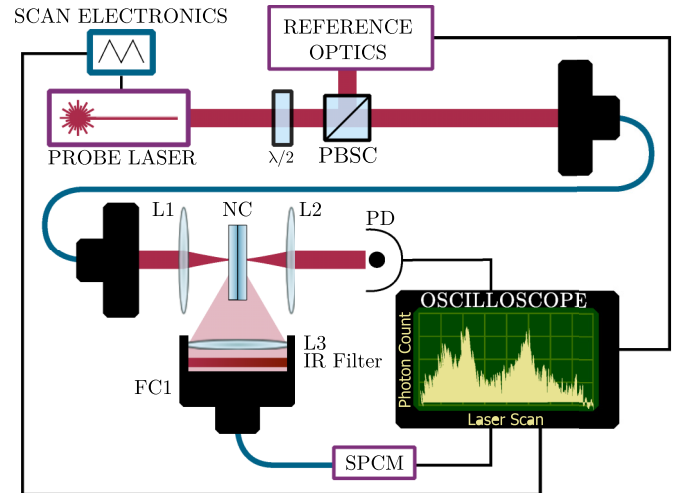 SCAN ELECTRONICS
REFERENCE
OPTICS
PROBE LASER
λ/2
PBSC
L1
NC
L2
PD
OSCILLOSCOPE
Photon Count
Laser Scan
L3
IR Filter
FC1
SPCM